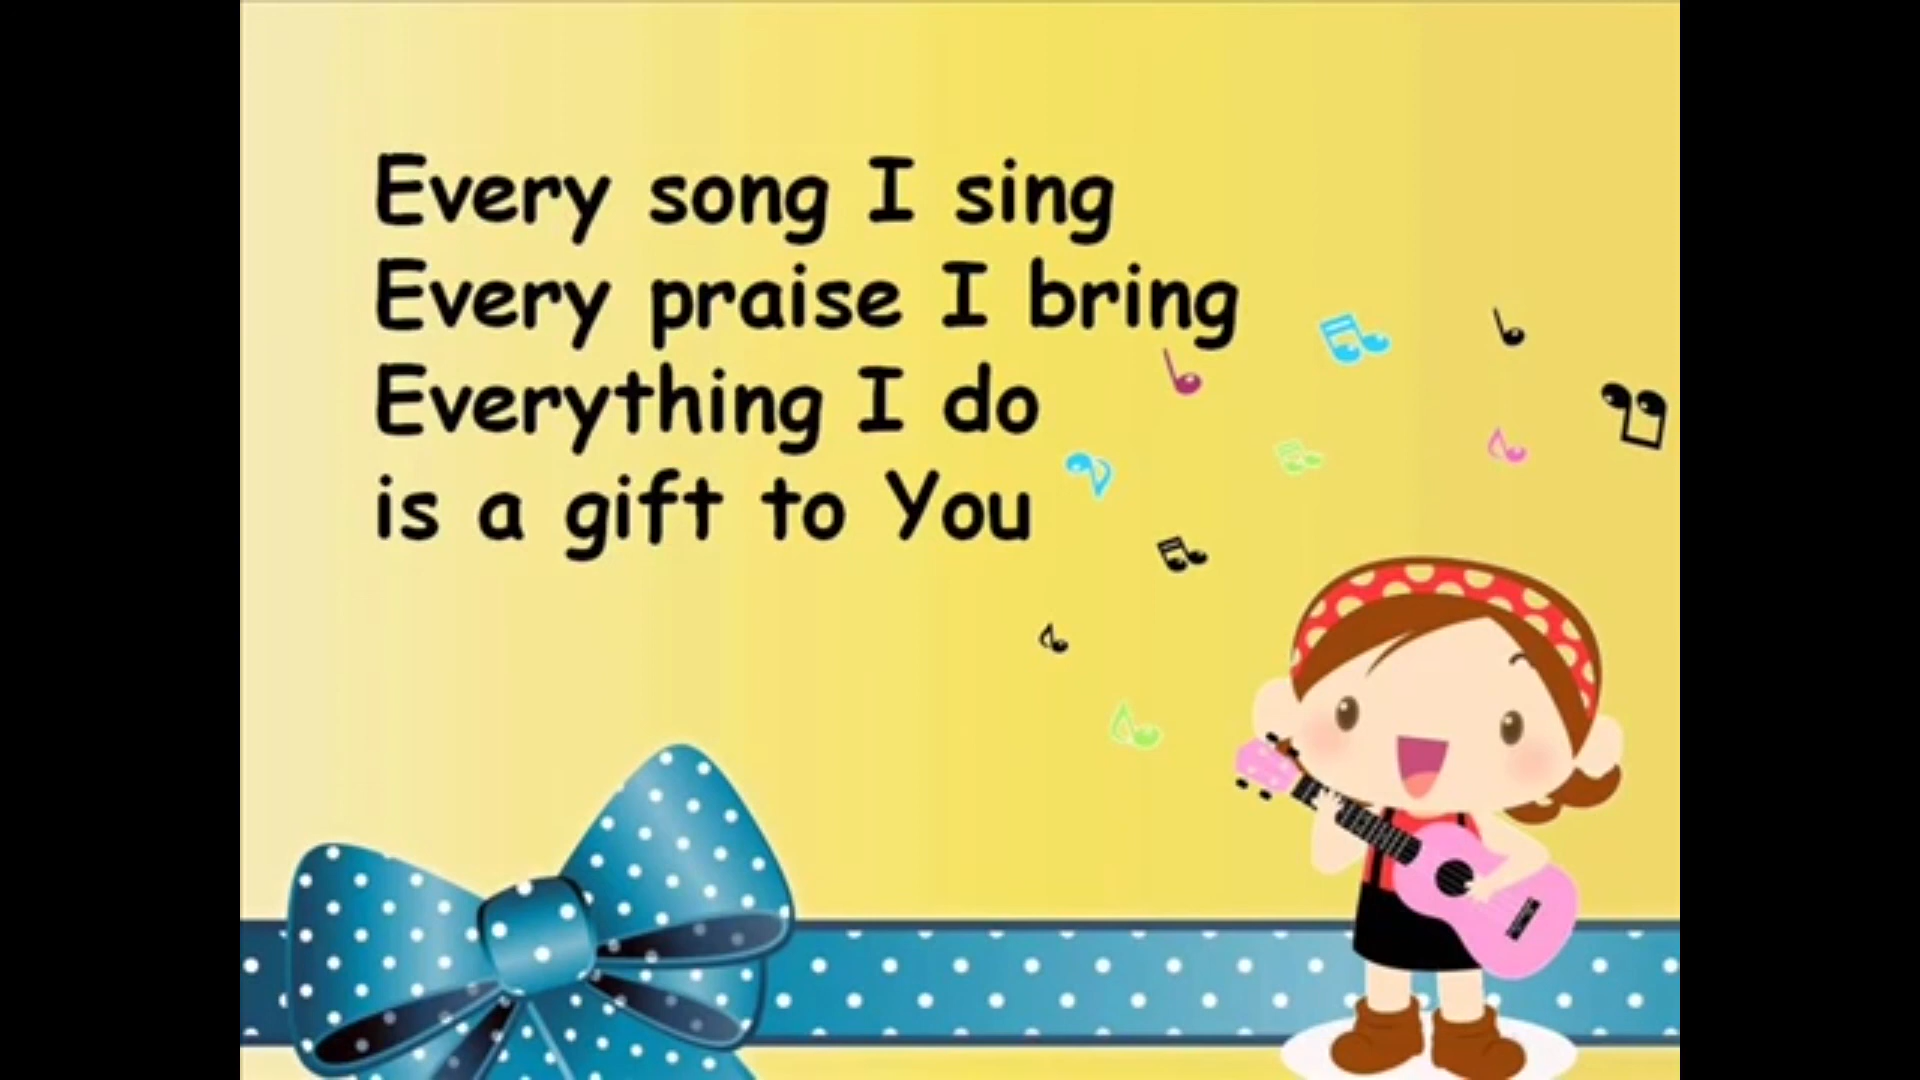 Every song I sing
Every praise I bring
Everything I do
is a gift to You